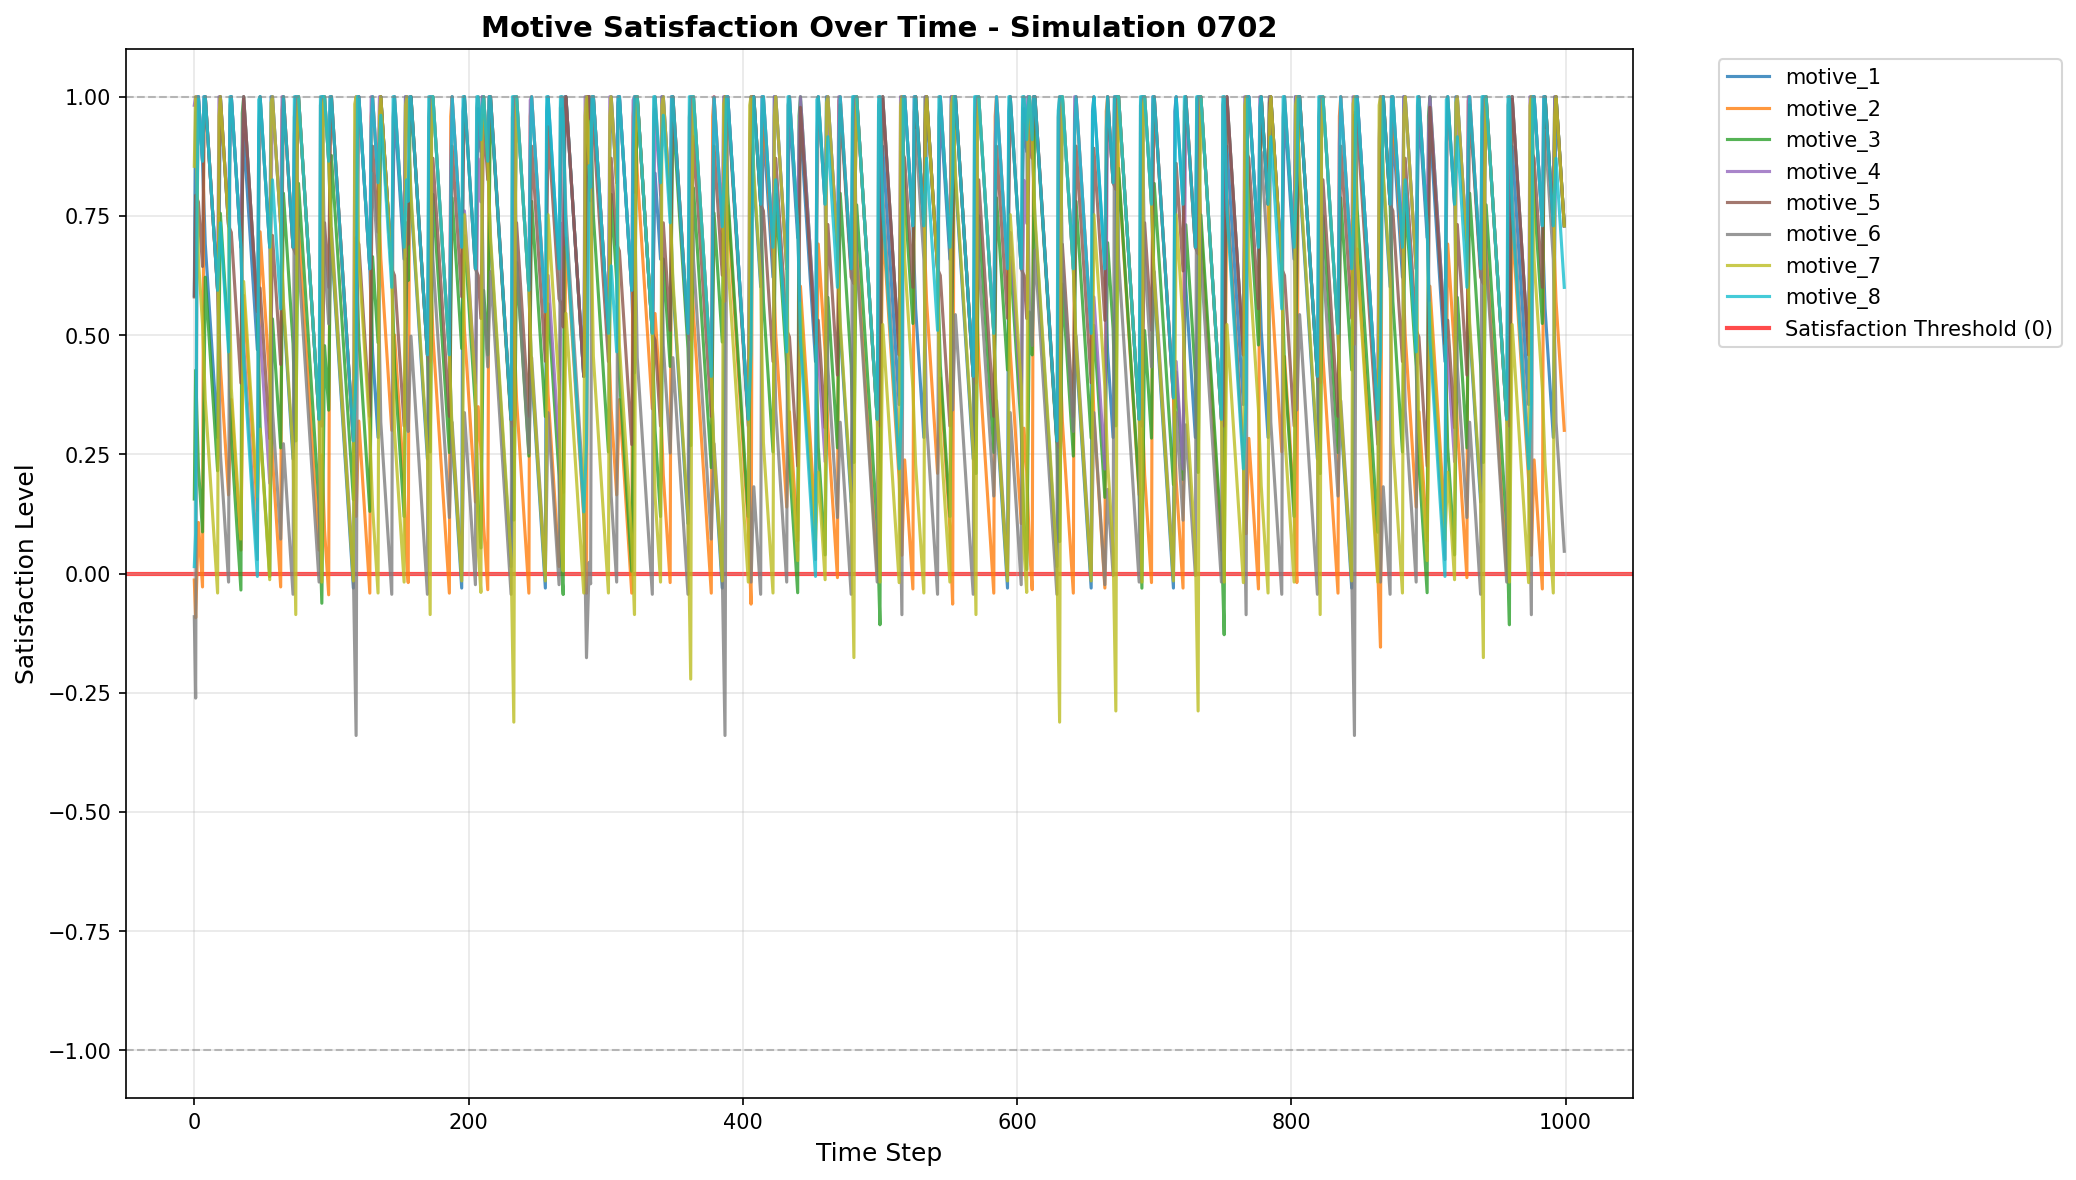 Motive Satisfaction Over Time - Simulation 0702
Satisfaction Level
1.00
0.75
0.50
0.25
0.00
−0.25
−0.50
−0.75
−1.00
0
200
400
600
800
1000
Time Step
motive_1
motive_2
motive_3
motive_4
motive_5
motive_6
motive_7
motive_8
Satisfaction Threshold (0)